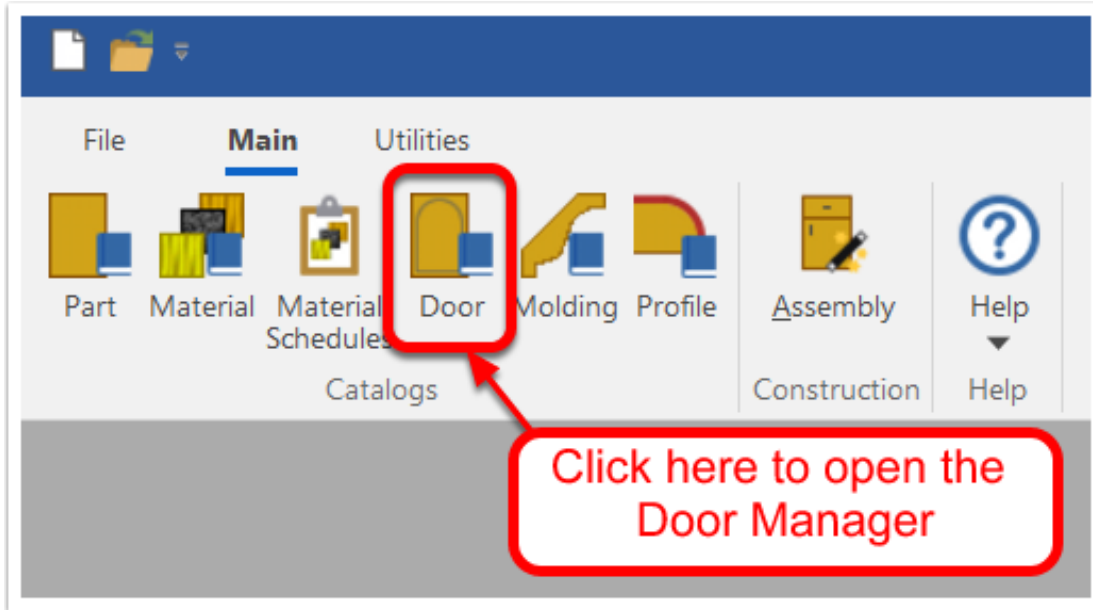 File Main Utilities
Part Material Material Schedules Door Molding Profile Assembly Help
Catalogs Construction Help
Click here to open the
Door Manager